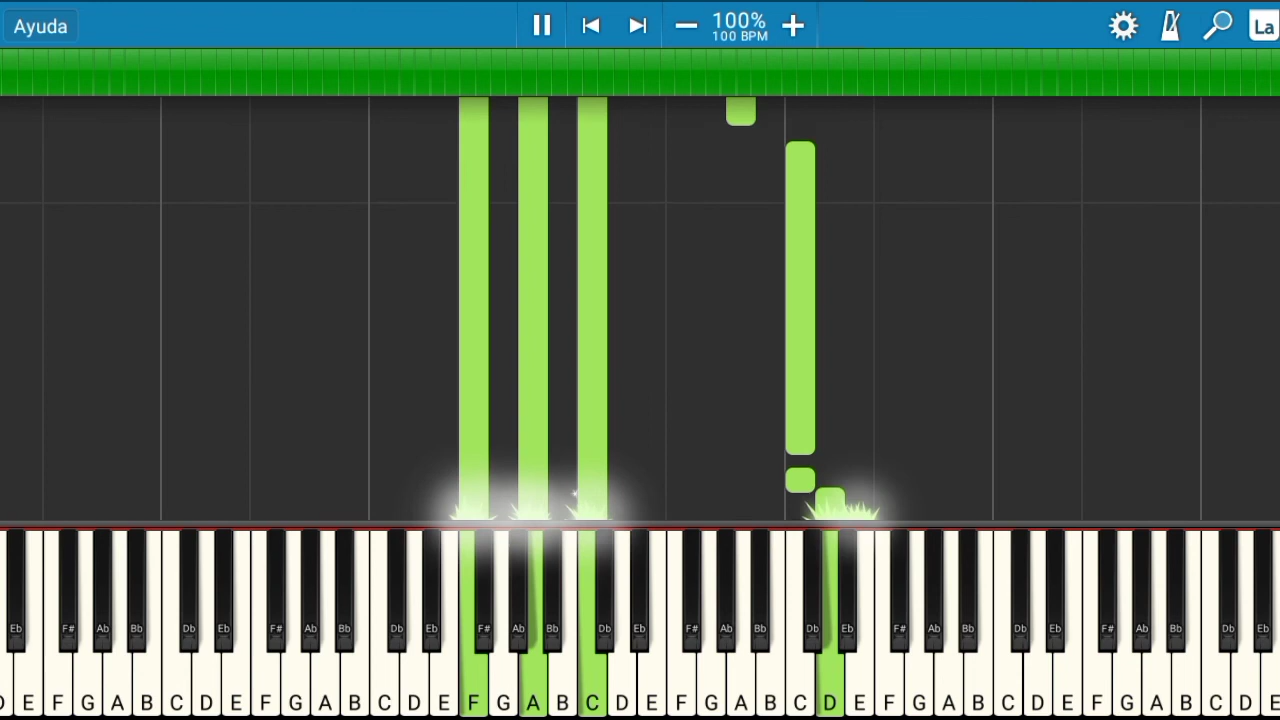 Ayuda
100%
100 BPM
La
Eb F# Ab Bb Db Eb F# Ab Bb Db Eb F# Ab Bb Db Eb F# Ab Bb Db Eb F# Ab Bb Db Eb F# Ab Bb Db Eb
D E F G A B C D E F G A B C D E F G A B C D E F G A B C D E F G A B C D E F G A B C D E